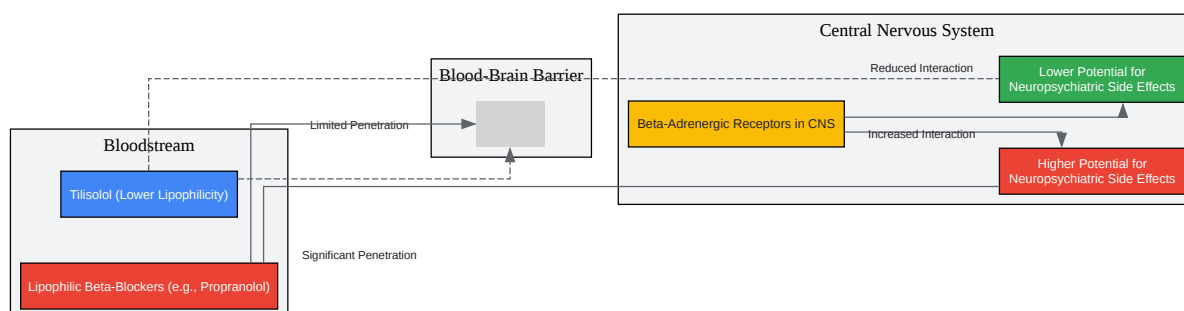 Central Nervous System
Reduced Interaction
Lower Potential for
Neuropsychiatric Side Effects
Blood-Brain Barrier
Beta-Adrenergic Receptors in CNS
Limited Penetration
Increased Interaction
Bloodstream
Higher Potential for
Neuropsychiatric Side Effects
Tilisolol (Lower Lipophilicity)
Significant Penetration
Lipophilic Beta-Blockers (e.g., Propranolol)